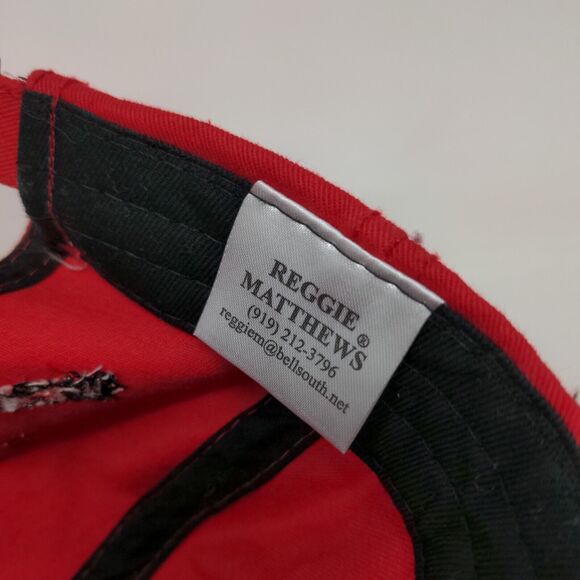 REGGIE
MATTHEWS®
(919) 212-3796
reggiem@bellsouth.net